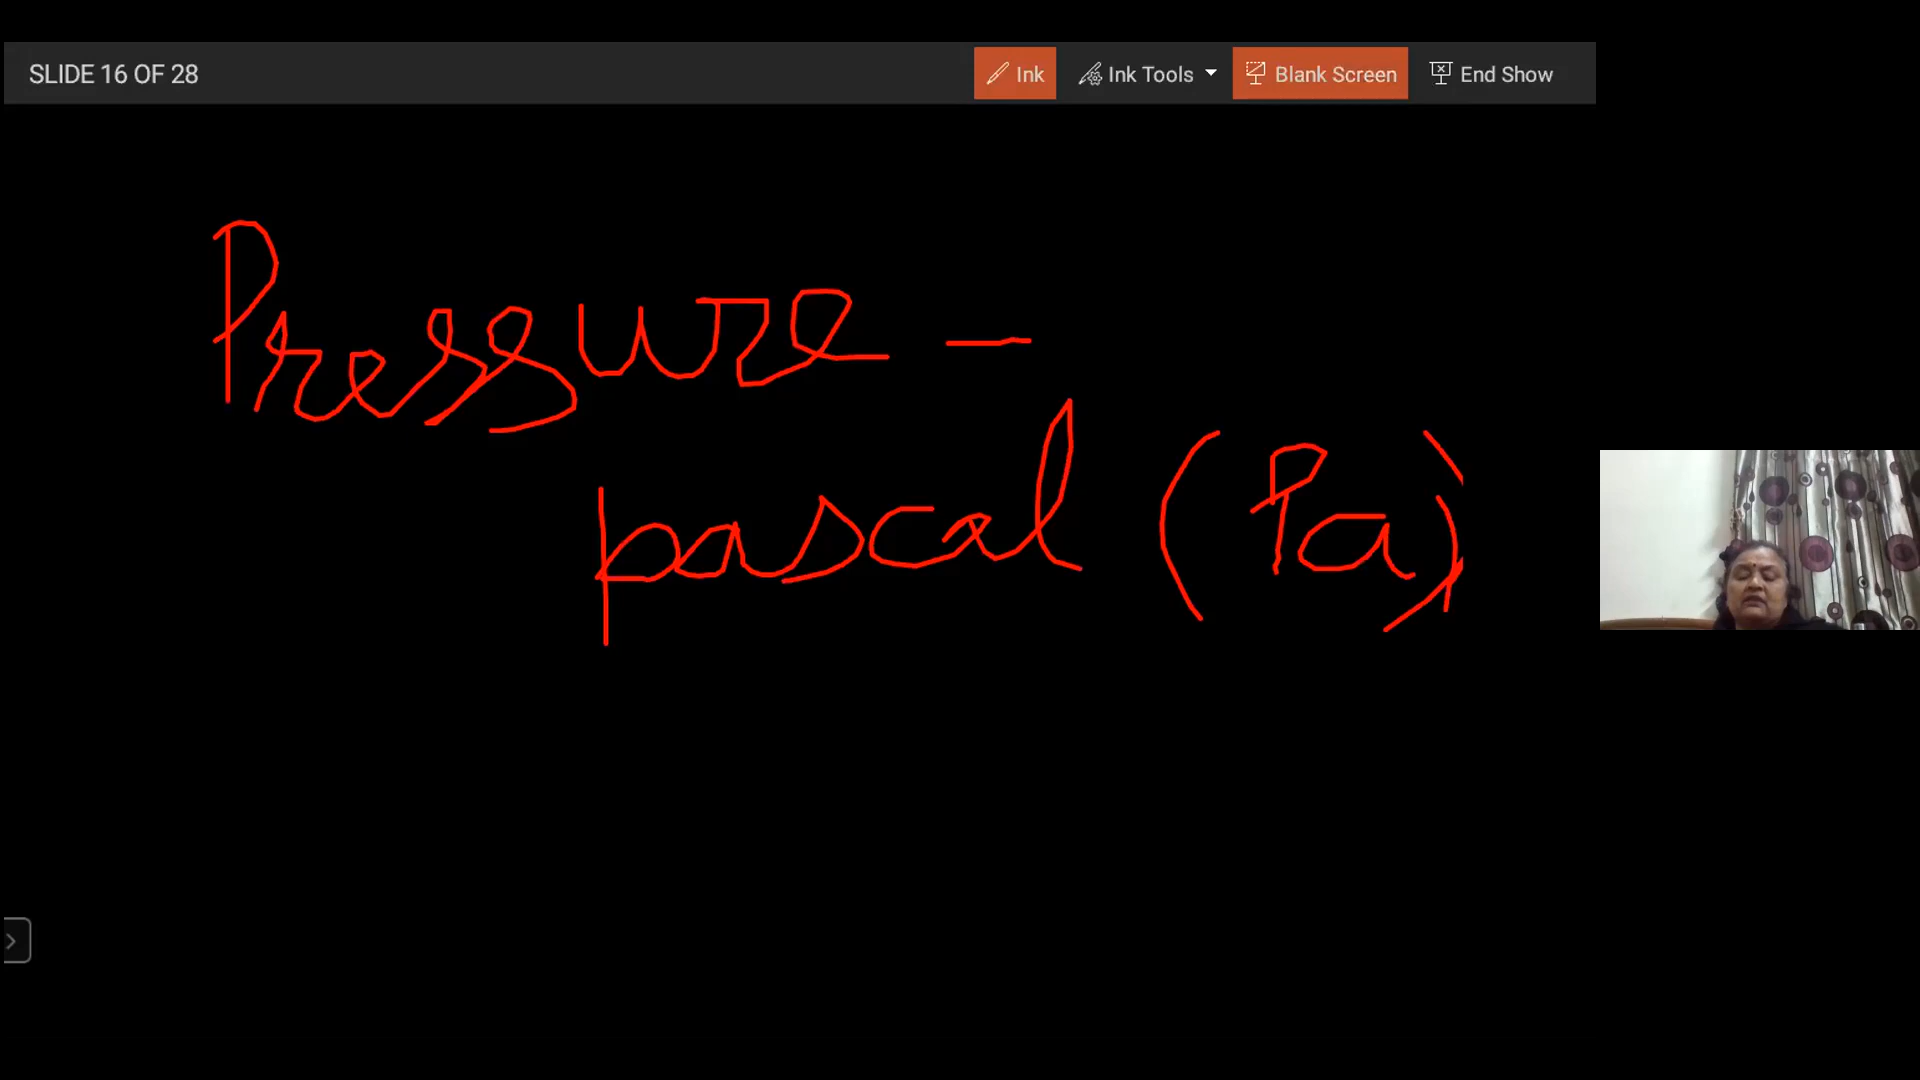 SLIDE 16 OF 28 Ink Ink Tools Blank Screen End Show
Pressure –
pascal (Pa)